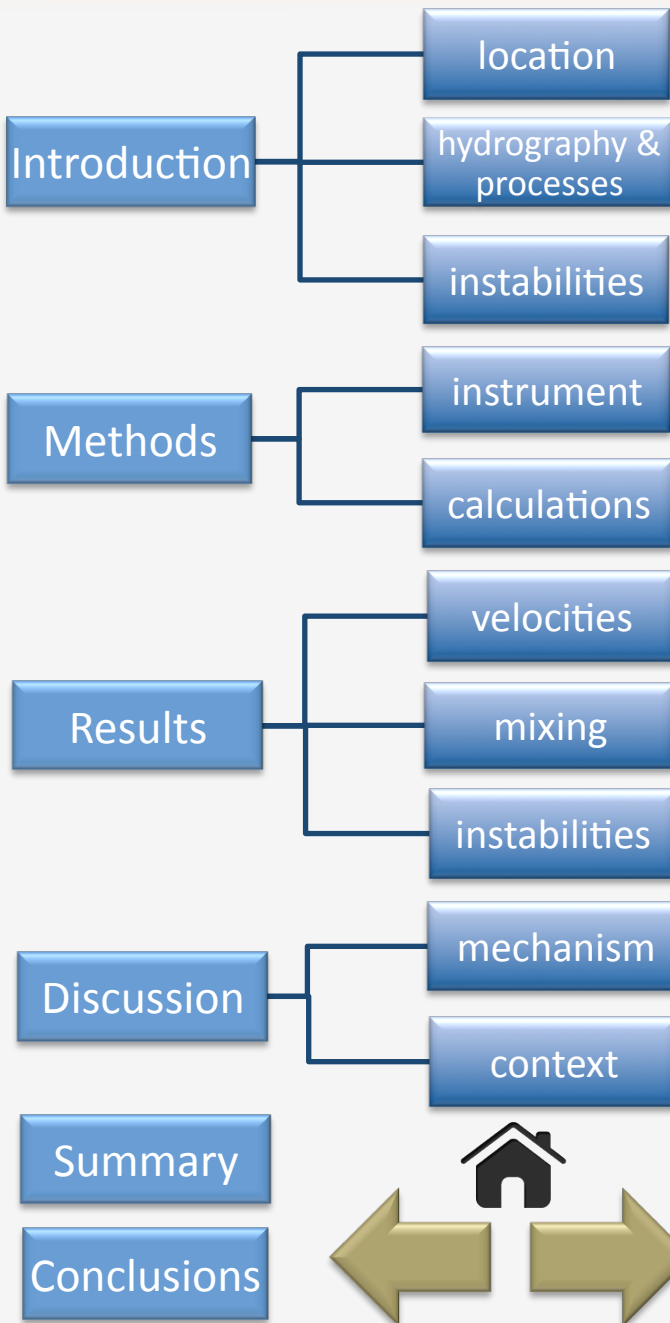 Introduction
location
hydrography &
processes
instabilities
Methods
instrument
calculations
Results
velocities
mixing
instabilities
Discussion
mechanism
context
Summary
Conclusions